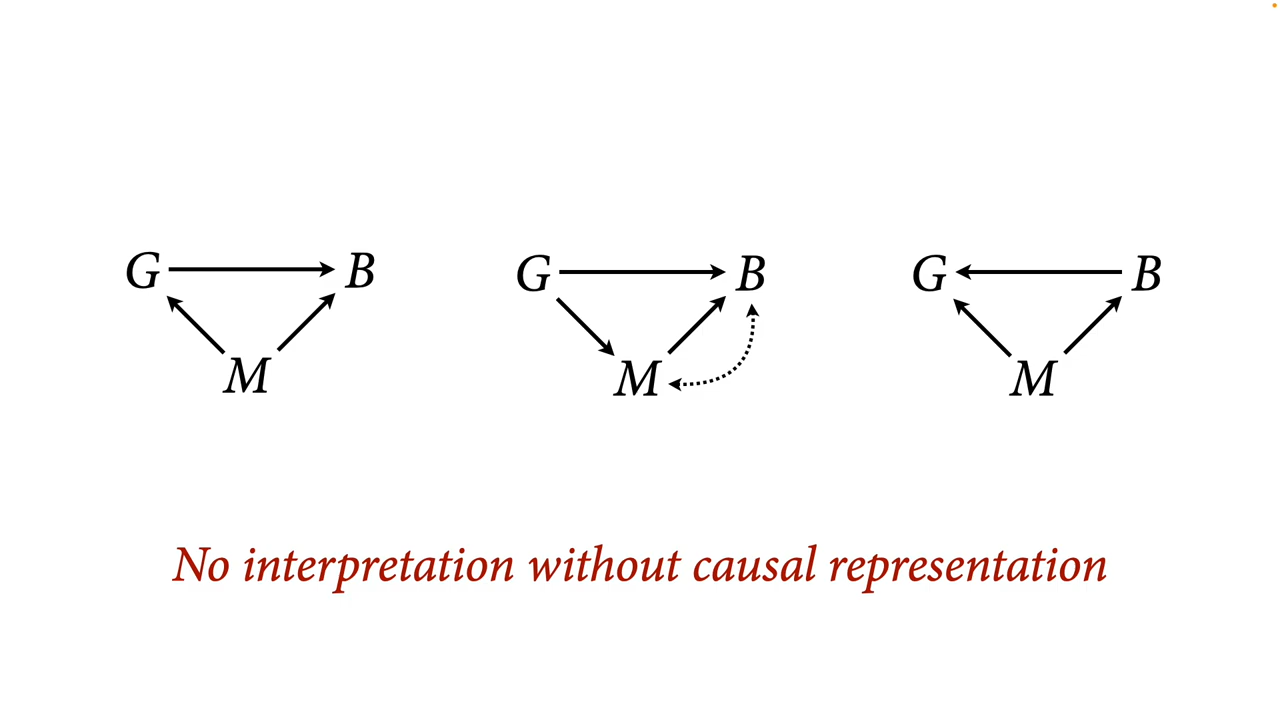 G B G B G B
M M M
No interpretation without causal representation